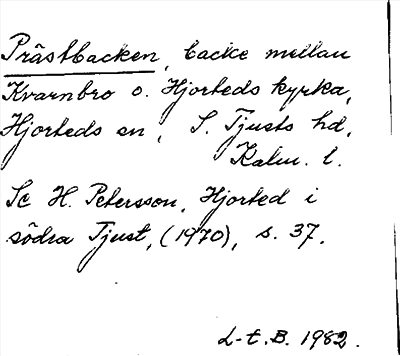 Prästbacken, backe mellan
Kvarnbro o. Hjorteds kyrka,
Hjorteds sn, S. Tjusts hd,
Kalm. l.
Se H. Petersson, Hjorted i
södra Tjust, (1970), s. 37.
L-t. B. 1982.